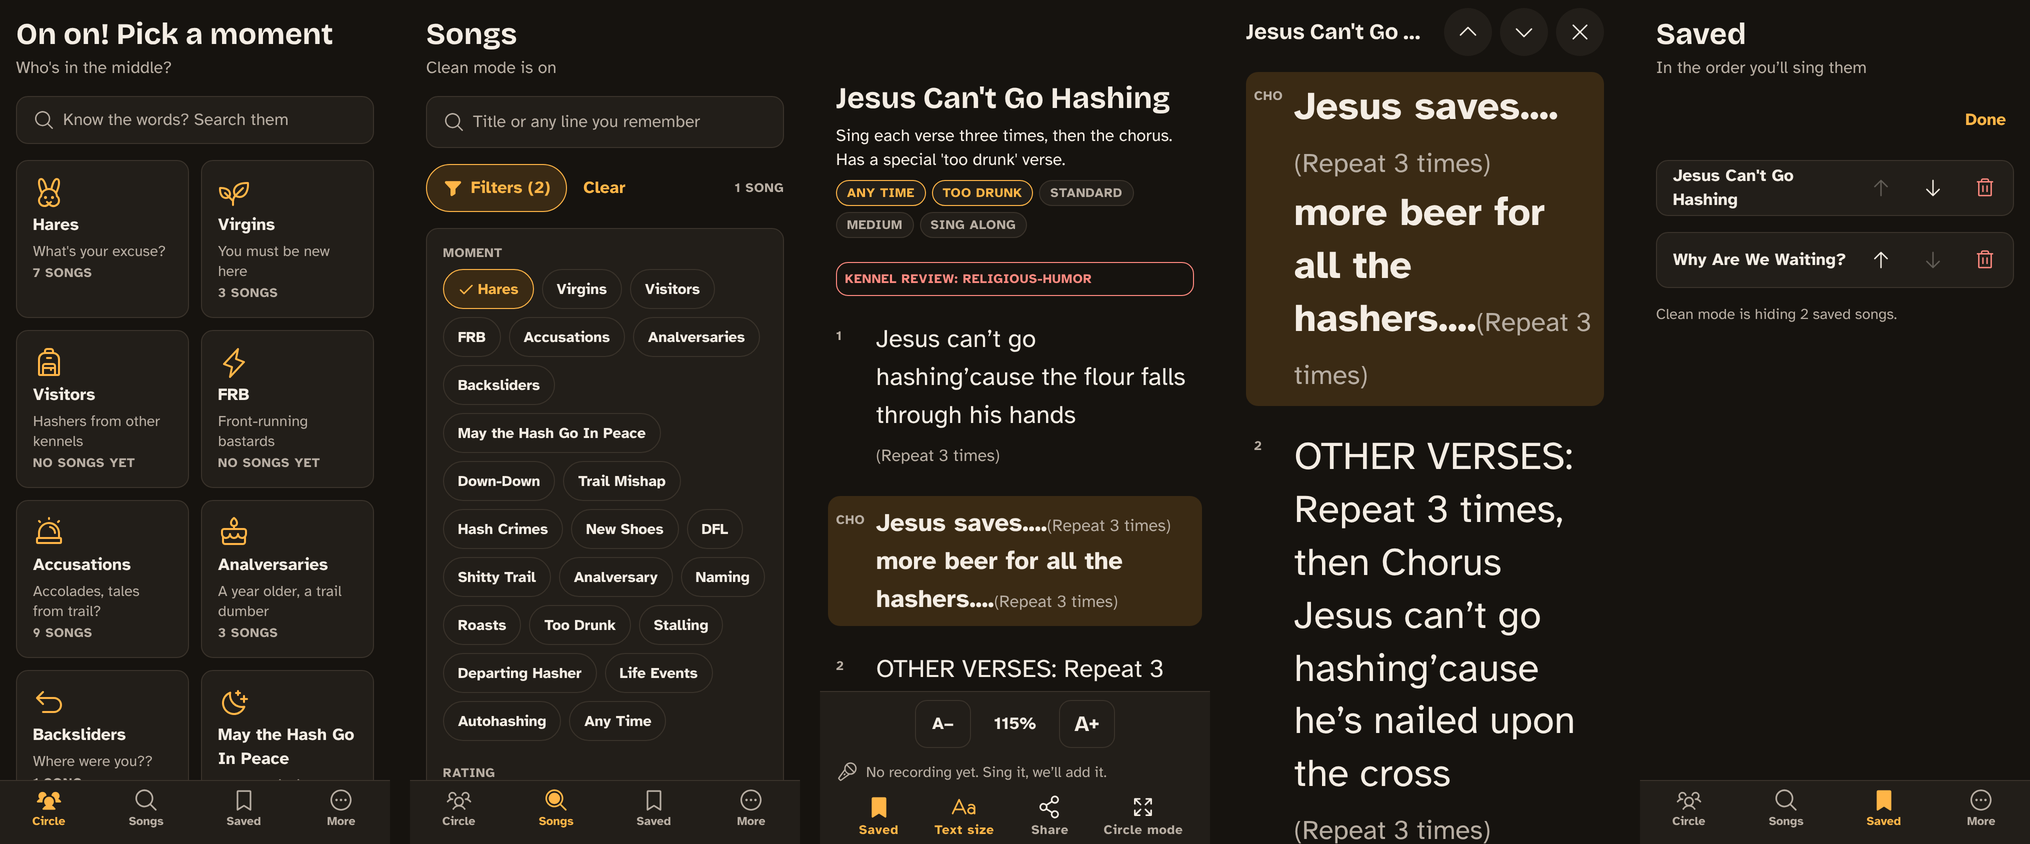 On on! Pick a moment
Who's in the middle?
Know the words? Search them
Hares
What's your excuse?
7 SONGS
Virgins
You must be new
here
3 SONGS
Visitors
Hashers from other
kennels
NO SONGS YET
FRB
Front-running
bastards
NO SONGS YET
Accusations
Accolades, tales
from trail?
9 SONGS
Analversaries
A year older, a trail
dumber
3 SONGS
Backsliders
Where were you??
May the Hash Go
In Peace
Circle
Songs
Saved
More
Songs
Clean mode is on
Title or any line you remember
Filters (2)
Clear
1 SONG
MOMENT
Hares
Virgins
Visitors
FRB
Accusations
Analversaries
Backsliders
May the Hash Go In Peace
Down-Down
Trail Mishap
Hash Crimes
New Shoes
DFL
Shitty Trail
Analversary
Naming
Roasts
Too Drunk
Stalling
Departing Hasher
Life Events
Autohashing
Any Time
RATING
Circle
Songs
Saved
More
Jesus Can't Go Hashing
Sing each verse three times, then the chorus.
Has a special 'too drunk' verse.
ANY TIME
TOO DRUNK
STANDARD
MEDIUM
SING ALONG
KENNEL REVIEW: RELIGIOUS-HUMOR
1
Jesus can’t go
hashing’cause the flour falls
through his hands
(Repeat 3 times)
CHO
Jesus saves....(Repeat 3 times)
more beer for all the
hashers....(Repeat 3 times)
2
OTHER VERSES: Repeat 3
A−
115%
A+
No recording yet. Sing it, we’ll add it.
Saved
Aa
Text size
Share
Circle mode
Jesus Can't Go ...
CHO
Jesus saves....
(Repeat 3 times)
more beer for
all the
hashers....(Repeat 3
times)
2
OTHER VERSES:
Repeat 3 times,
then Chorus
Jesus can’t go
hashing’cause
he’s nailed upon
the cross
(Repeat 3 times)
Saved
In the order you’ll sing them
Done
Jesus Can't Go
Hashing
Why Are We Waiting?
Clean mode is hiding 2 saved songs.
Circle
Songs
Saved
More